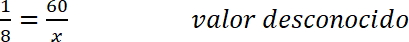 1/8 = 60/x valor desconocido